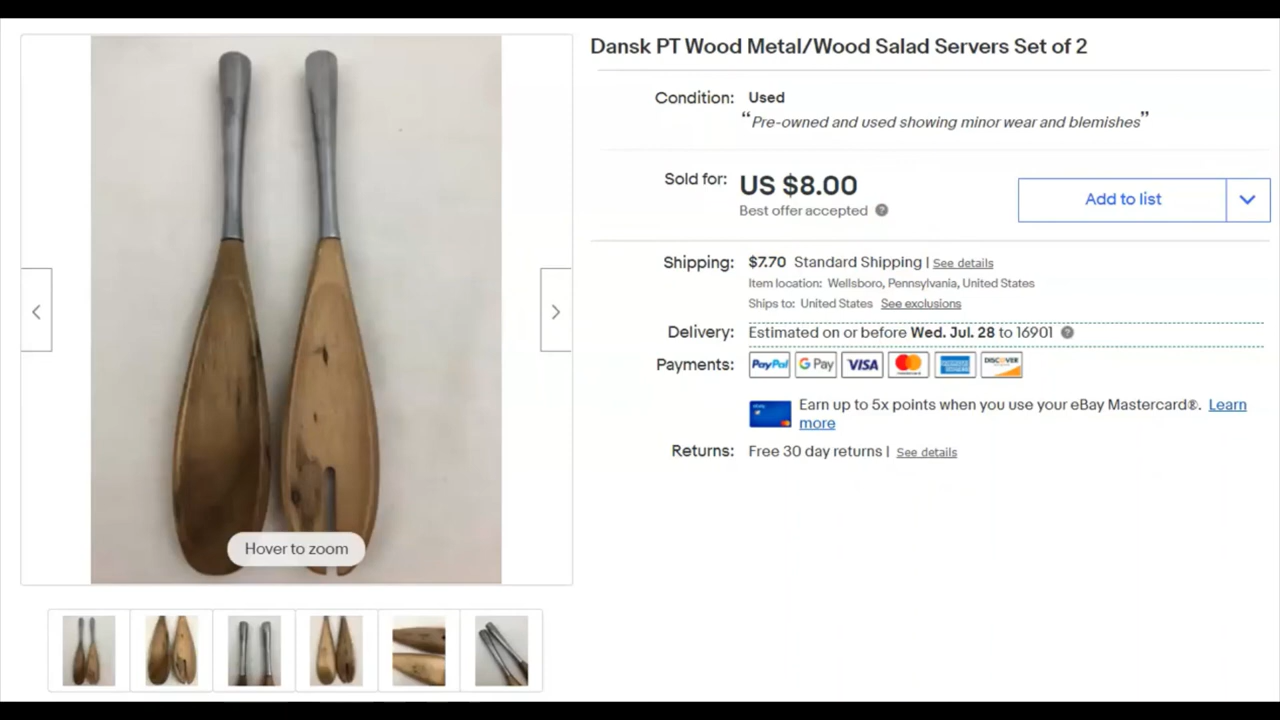 Dansk PT Wood Metal/Wood Salad Servers Set of 2
Condition: Used
“Pre-owned and used showing minor wear and blemishes”
Sold for: US $8.00
Best offer accepted ?
Add to list
Shipping: $7.70 Standard Shipping | See details
Item location: Wellsboro, Pennsylvania, United States
Ships to: United States See exclusions
Delivery: Estimated on or before Wed. Jul. 28 to 16901 ?
Payments: PayPal G Pay VISA DISCOVER
Earn up to 5x points when you use your eBay Mastercard®. Learn
more
Returns: Free 30 day returns | See details
Hover to zoom